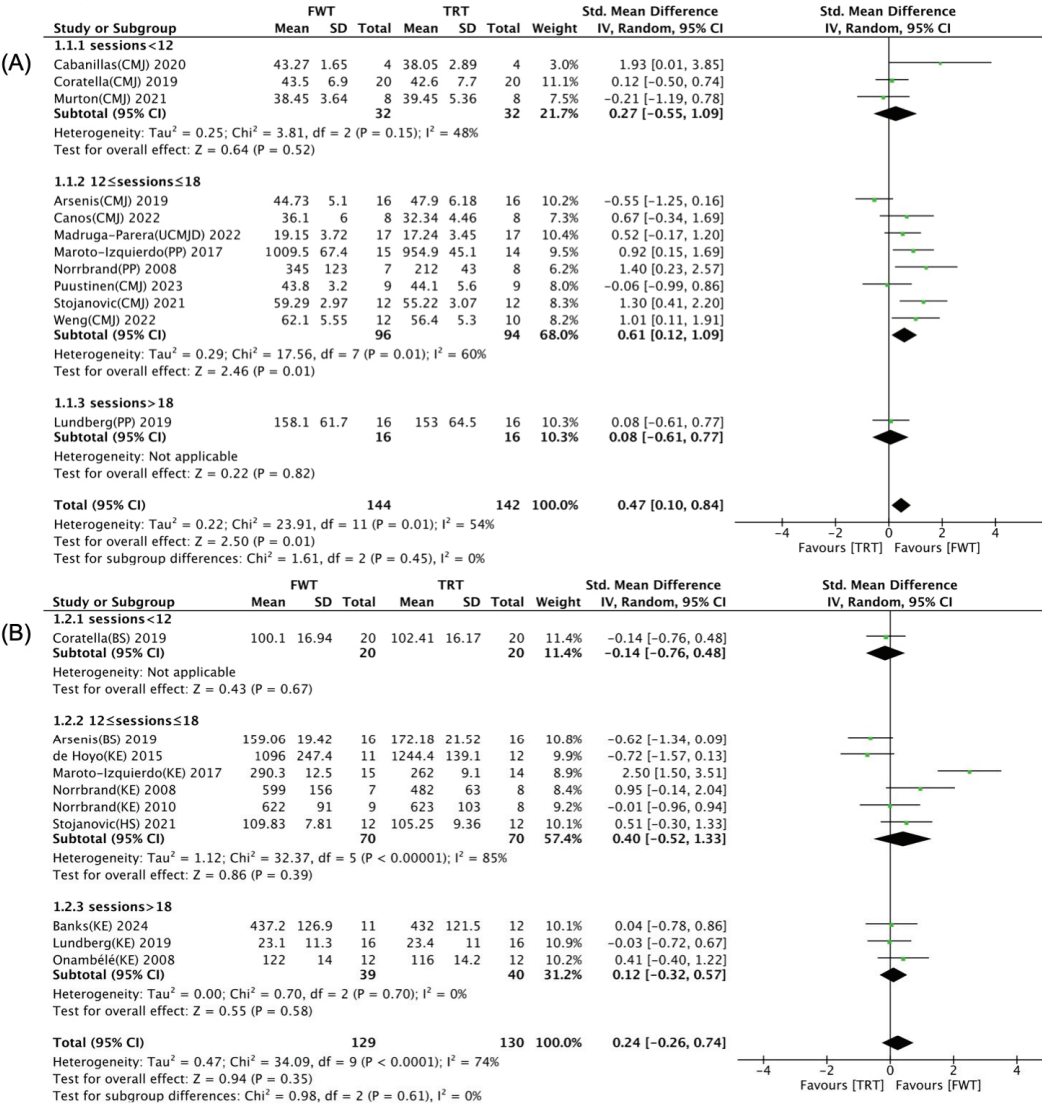 (A)
FWT TRT Std. Mean Difference Std. Mean Difference
Study or Subgroup Mean SD Total Mean SD Total Weight IV, Random, 95% CI IV, Random, 95% CI
1.1.1 sessions<12
Cabanillas(CMJ) 2020 43.27 1.65 4 38.05 2.89 4 3.0% 1.93 [0.01, 3.85]
Coratella(CMJ) 2019 43.5 6.9 20 42.6 7.7 20 11.1% 0.12 [-0.50, 0.74]
Murton(CMJ) 2021 38.45 3.64 8 39.45 5.36 8 7.5% -0.21 [-1.19, 0.78]
Subtotal (95% CI) 32 32 21.7% 0.27 [-0.55, 1.09]
Heterogeneity: Tau² = 0.25; Chi² = 3.81, df = 2 (P = 0.15); I² = 48%
Test for overall effect: Z = 0.64 (P = 0.52)
1.1.2 12≤sessions≤18
Arsenis(CMJ) 2019 44.73 5.1 16 47.9 6.18 16 10.2% -0.55 [-1.25, 0.16]
Canos(CMJ) 2022 36.1 6 8 32.34 4.46 8 7.3% 0.67 [-0.34, 1.69]
Madruga-Parera(UCMJD) 2022 19.15 3.72 17 17.24 3.45 17 10.4% 0.52 [-0.17, 1.20]
Maroto-Izquierdo(PP) 2017 1009.5 67.4 15 954.9 45.1 14 9.5% 0.92 [0.15, 1.69]
Norrbrand(PP) 2008 345 123 7 212 43 8 6.2% 1.40 [0.23, 2.57]
Puustinen(CMJ) 2023 43.8 3.2 9 44.1 5.6 9 8.0% -0.06 [-0.99, 0.86]
Stojanovic(CMJ) 2021 59.29 2.97 12 55.22 3.07 12 8.3% 1.30 [0.41, 2.20]
Weng(CMJ) 2022 62.1 5.55 12 56.4 5.3 10 8.2% 1.01 [0.11, 1.91]
Subtotal (95% CI) 96 94 68.0% 0.61 [0.12, 1.09]
Heterogeneity: Tau² = 0.29; Chi² = 17.56, df = 7 (P = 0.01); I² = 60%
Test for overall effect: Z = 2.46 (P = 0.01)
1.1.3 sessions>18
Lundberg(PP) 2019 158.1 61.7 16 153 64.5 16 10.3% 0.08 [-0.61, 0.77]
Subtotal (95% CI) 16 16 10.3% 0.08 [-0.61, 0.77]
Heterogeneity: Not applicable
Test for overall effect: Z = 0.22 (P = 0.82)
Total (95% CI) 144 142 100.0% 0.47 [0.10, 0.84]
Heterogeneity: Tau² = 0.22; Chi² = 23.91, df = 11 (P = 0.01); I² = 54%
Test for overall effect: Z = 2.50 (P = 0.01)
Test for subgroup differences: Chi² = 1.61, df = 2 (P = 0.45), I² = 0%
-4 -2 0 2 4
Favours [TRT] Favours [FWT]
(B)
FWT TRT Std. Mean Difference Std. Mean Difference
Study or Subgroup Mean SD Total Mean SD Total Weight IV, Random, 95% CI IV, Random, 95% CI
1.2.1 sessions<12
Coratella(BS) 2019 100.1 16.94 20 102.41 16.17 20 11.4% -0.14 [-0.76, 0.48]
Subtotal (95% CI) 20 20 11.4% -0.14 [-0.76, 0.48]
Heterogeneity: Not applicable
Test for overall effect: Z = 0.43 (P = 0.67)
1.2.2 12≤sessions≤18
Arsenis(BS) 2019 159.06 19.42 16 172.18 21.52 16 10.8% -0.62 [-1.34, 0.09]
de Hoyo(KE) 2015 1096 247.4 11 1244.4 139.1 12 9.9% -0.72 [-1.57, 0.13]
Maroto-Izquierdo(KE) 2017 290.3 12.5 15 262 9.1 14 8.9% 2.50 [1.50, 3.51]
Norrbrand(KE) 2008 599 156 7 482 63 8 8.4% 0.95 [-0.14, 2.04]
Norrbrand(KE) 2010 622 91 9 623 103 8 9.2% -0.01 [-0.96, 0.94]
Stojanovic(HS) 2021 109.83 7.81 12 105.25 9.36 12 10.1% 0.51 [-0.30, 1.33]
Subtotal (95% CI) 70 70 57.4% 0.40 [-0.52, 1.33]
Heterogeneity: Tau² = 1.12; Chi² = 32.37, df = 5 (P < 0.00001); I² = 85%
Test for overall effect: Z = 0.86 (P = 0.39)
1.2.3 sessions>18
Banks(KE) 2024 437.2 126.9 11 432 121.5 12 10.1% 0.04 [-0.78, 0.86]
Lundberg(KE) 2019 23.1 11.3 16 23.4 11 16 10.9% -0.03 [-0.72, 0.67]
Onambélé(KE) 2008 122 14 12 116 14.2 12 10.2% 0.41 [-0.40, 1.22]
Subtotal (95% CI) 39 40 31.2% 0.12 [-0.32, 0.57]
Heterogeneity: Tau² = 0.00; Chi² = 0.70, df = 2 (P = 0.70); I² = 0%
Test for overall effect: Z = 0.55 (P = 0.58)
Total (95% CI) 129 130 100.0% 0.24 [-0.26, 0.74]
Heterogeneity: Tau² = 0.47; Chi² = 34.09, df = 9 (P < 0.0001); I² = 74%
Test for overall effect: Z = 0.94 (P = 0.35)
Test for subgroup differences: Chi² = 0.98, df = 2 (P = 0.61), I² = 0%
-4 -2 0 2 4
Favours [TRT] Favours [FWT]